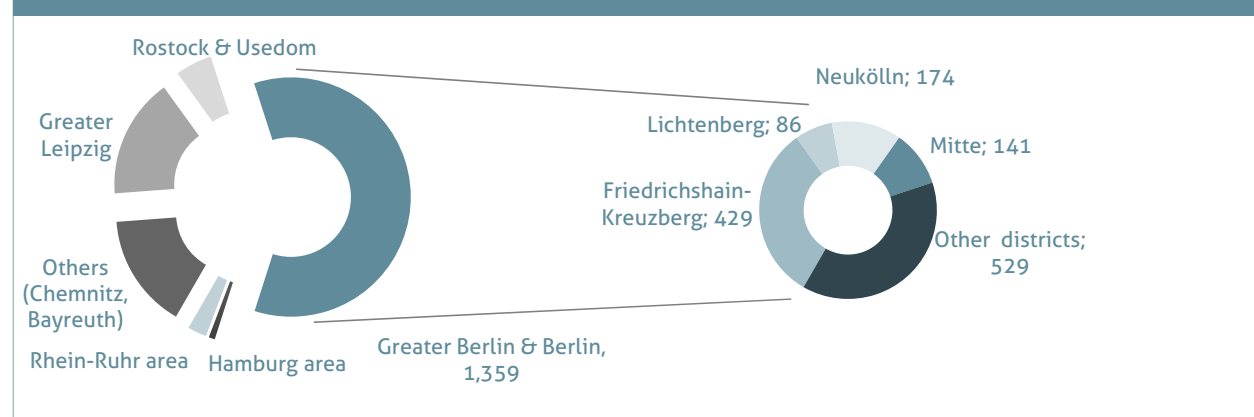 Rostock & Usedom
Greater
Leipzig
Others
(Chemnitz,
Bayreuth)
Rhein-Ruhr area
Hamburg area
Greater Berlin & Berlin,
1,359
Neukölln; 174
Lichtenberg; 86
Mitte; 141
Friedrichshain-
Kreuzberg; 429
Other districts;
529